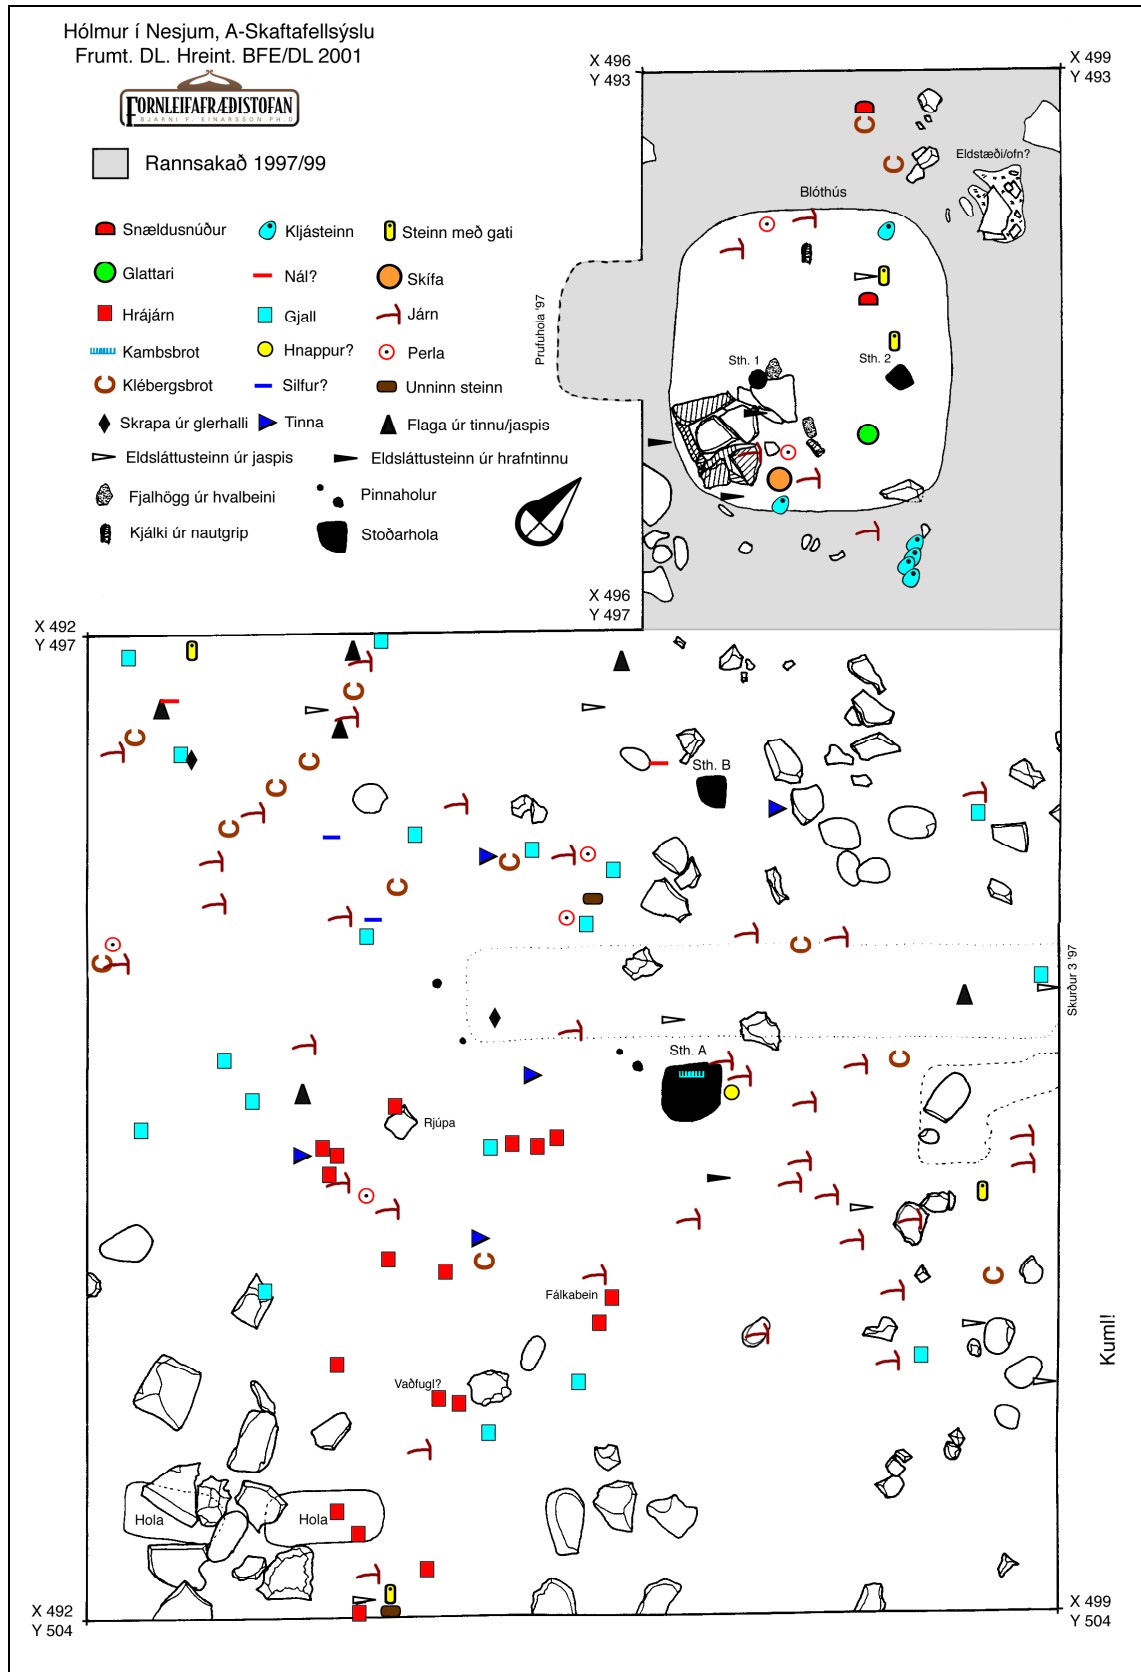 Hólmur í Nesjum, A-Skaftafellsýslu
Frumt. DL. Hreint. BFE/DL 2001
FORNLEIFAFRÆÐISTOFAN
BJARNI F. EINARSSON PH.D
Rannsakað 1997/99
Snældusnúður
Kljásteinn
Steinn með gati
Glattari
Nál?
Skífa
Hrájárn
Gjall
Járn
Kambsbrot
Hnappur?
Perla
Klébergsbrot
Silfur?
Unninn steinn
Skrapa úr glerhalli
Tinna
Flaga úr tinnu/jaspis
Eldsláttusteinn úr jaspis
Eldsláttusteinn úr hrafntinnu
Fjalhögg úr hvalbeini
Pinnaholur
Kjálki úr nautgrip
Stoðarhola
X 496
Y 493
X 499
Y 493
Eldstæði/ofn?
Blóthús
Prufuhola '97
Sth. 1
Sth. 2
X 496
Y 497
X 492
Y 497
Sth. B
Skurður 3 '97
Sth. A
Rjúpa
Fálkabein
Kuml!
Vaðfugl?
Hola
Hola
X 492
Y 504
X 499
Y 504